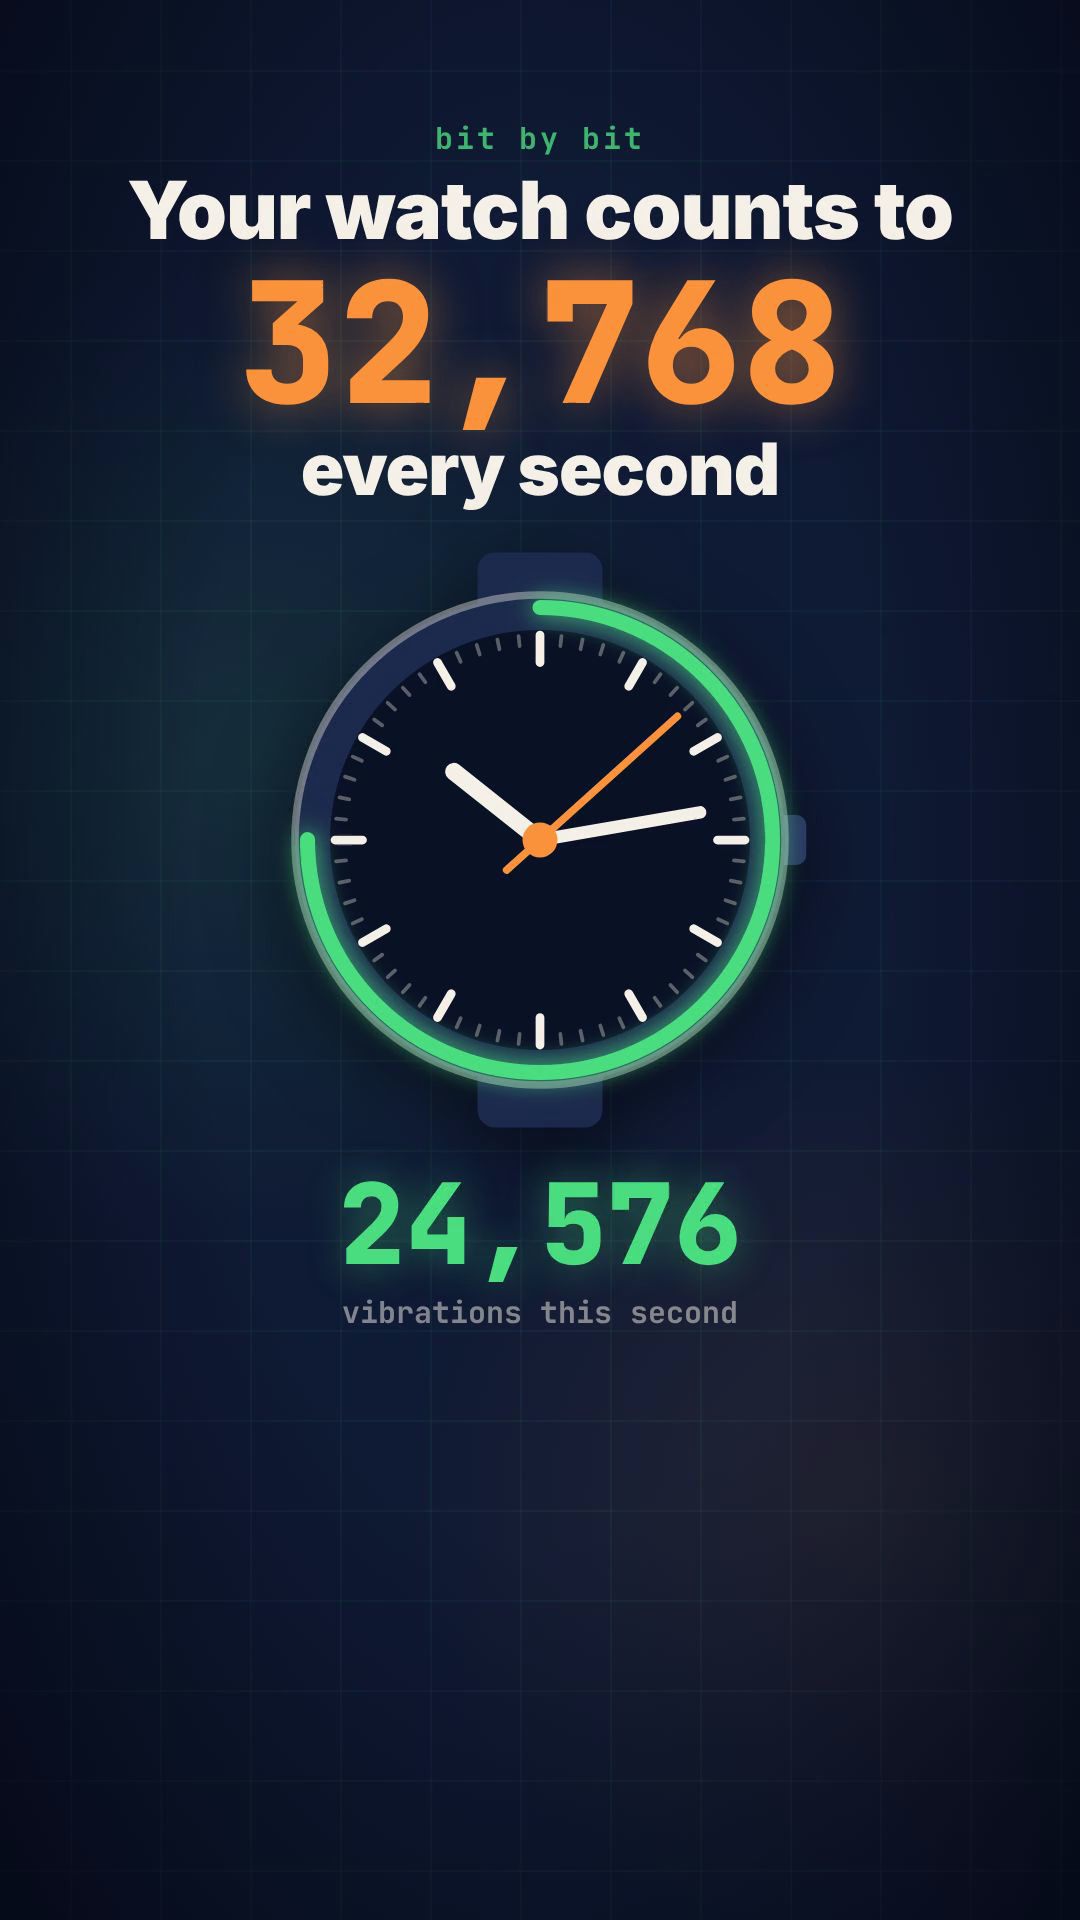 bit by bit
Your watch counts to
32,768
every second
24,576
vibrations this second